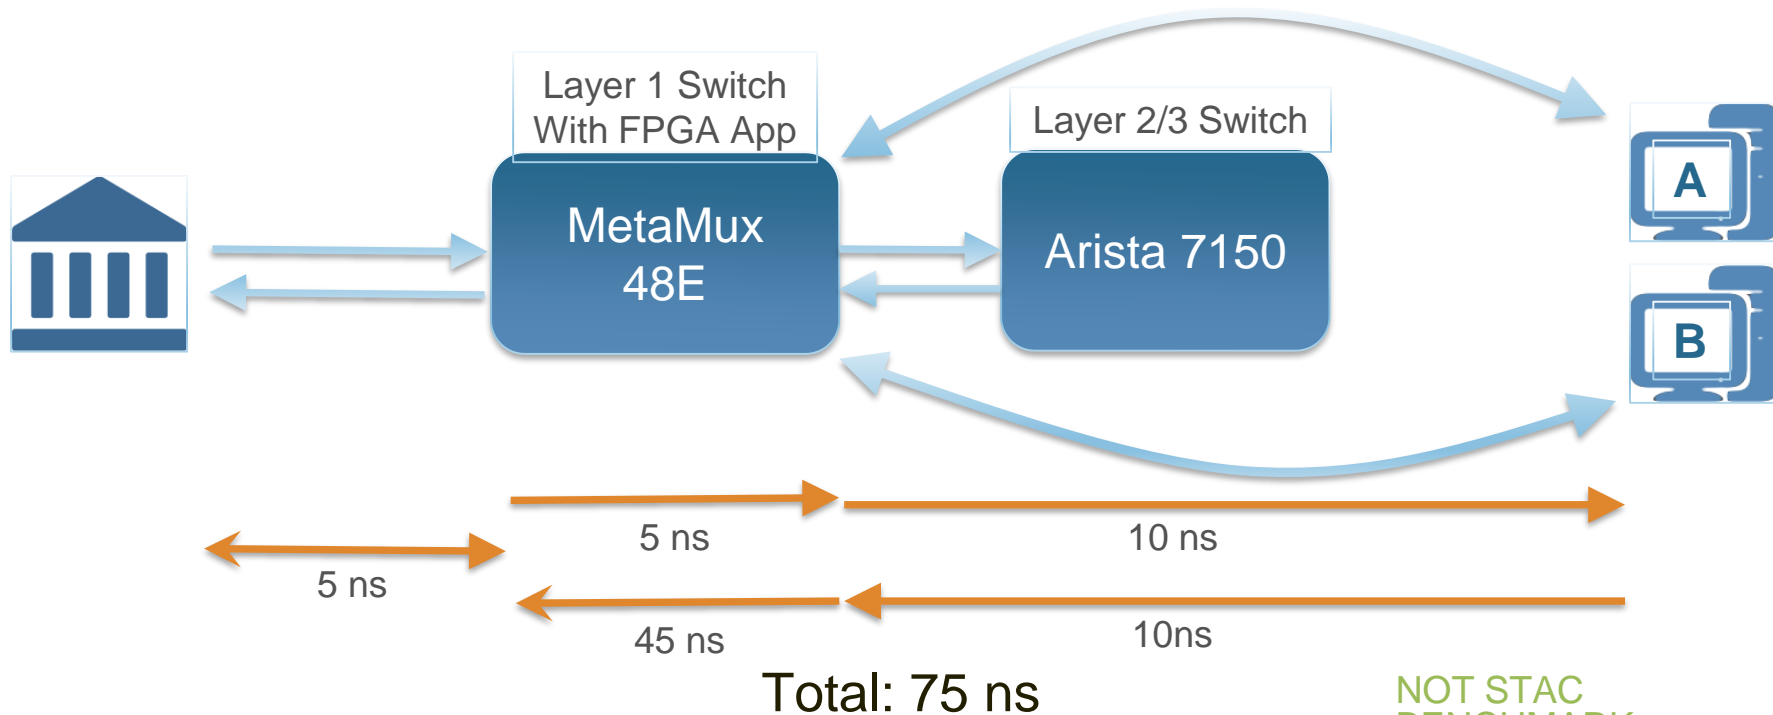 Layer 1 Switch
With FPGA App
Layer 2/3 Switch
MetaMux
48E
Arista 7150
A
B
5 ns
10 ns
5 ns
45 ns
10ns
Total: 75 ns
NOT STAC
BENCHMARK